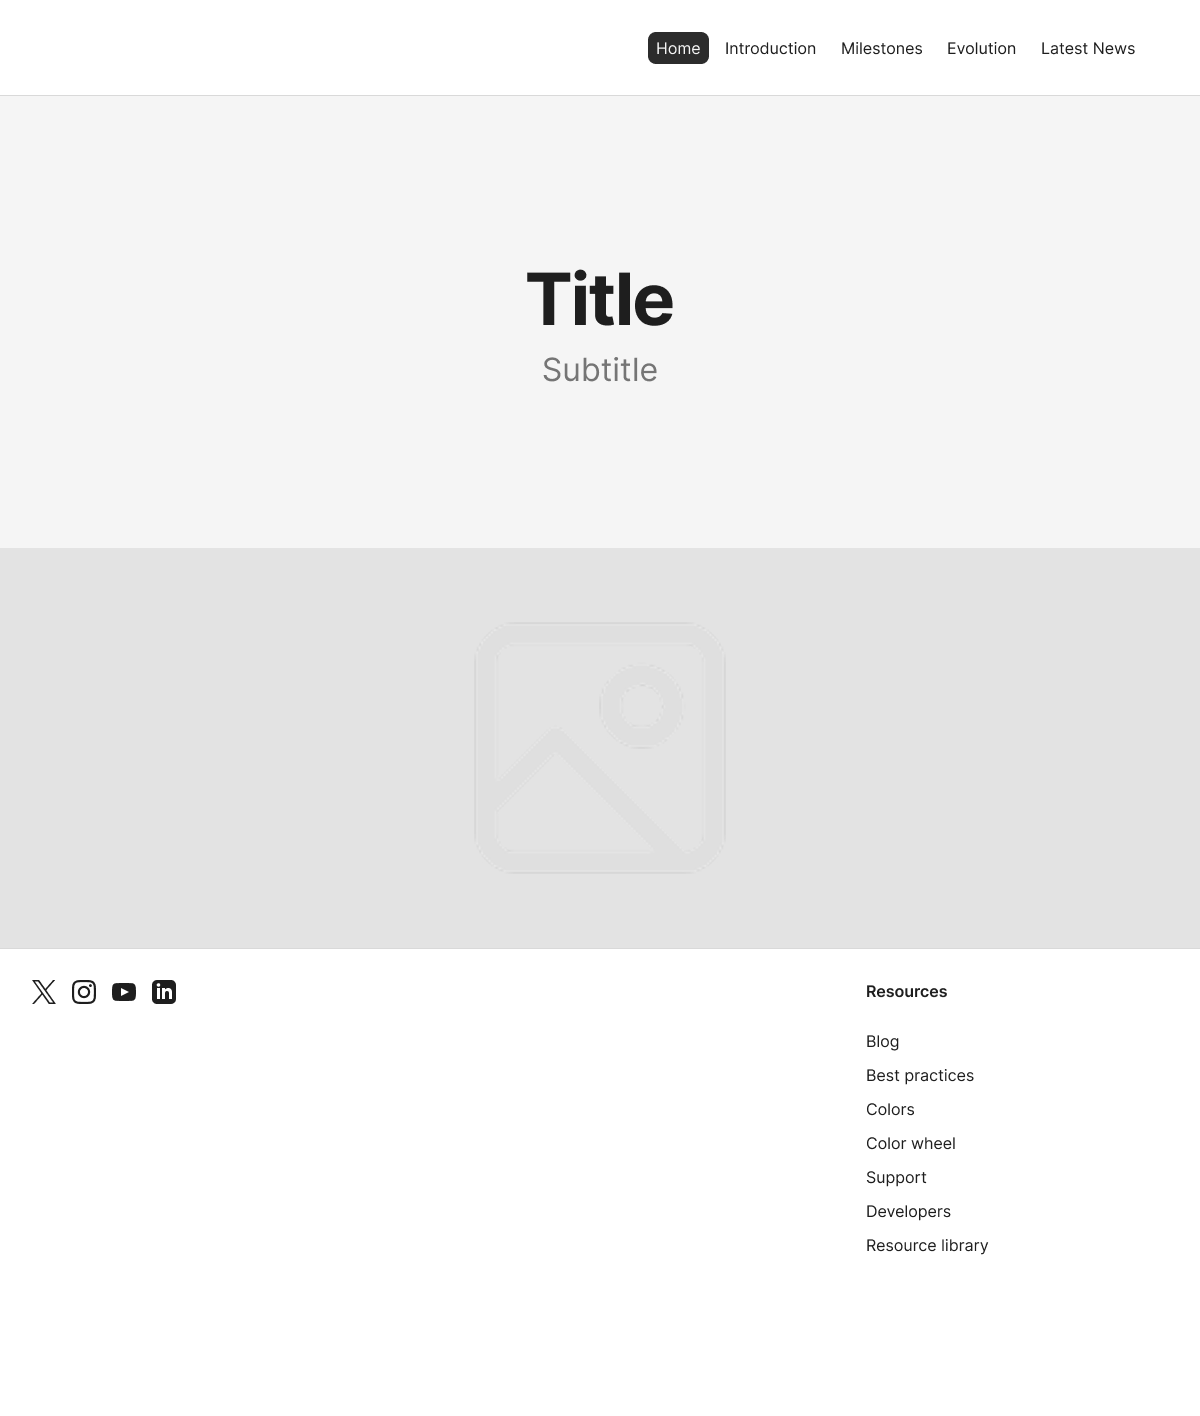 Home Introduction Milestones Evolution Latest News
Title
Subtitle
Resources
Blog
Best practices
Colors
Color wheel
Support
Developers
Resource library